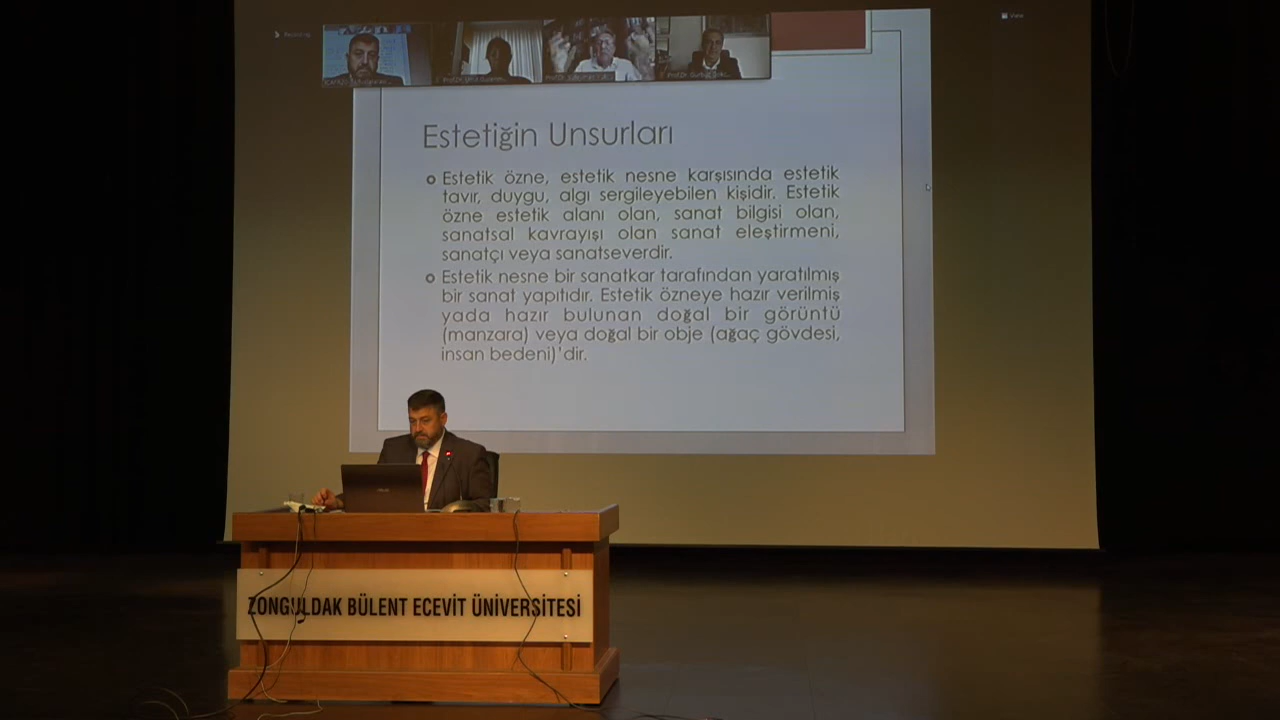 View
Estetiğin Unsurları
Estetik özne, estetik nesne karşısında estetik
tavır, duygu, algı sergileyebilen kişidir. Estetik
özne estetik alanı olan, sanat bilgisi olan,
sanatsal kavrayışı olan sanat eleştirmeni,
sanatçı veya sanatseverdir.
Estetik nesne bir sanatkar tarafından yaratılmış
bir sanat yapıtıdır. Estetik özneye hazır verilmiş
yada hazır bulunan doğal bir görüntü
(manzara) veya doğal bir obje (ağaç gövdesi,
insan bedeni)'dir.
ZONGULDAK BÜLENT ECEVİT ÜNİVERSİTESİ